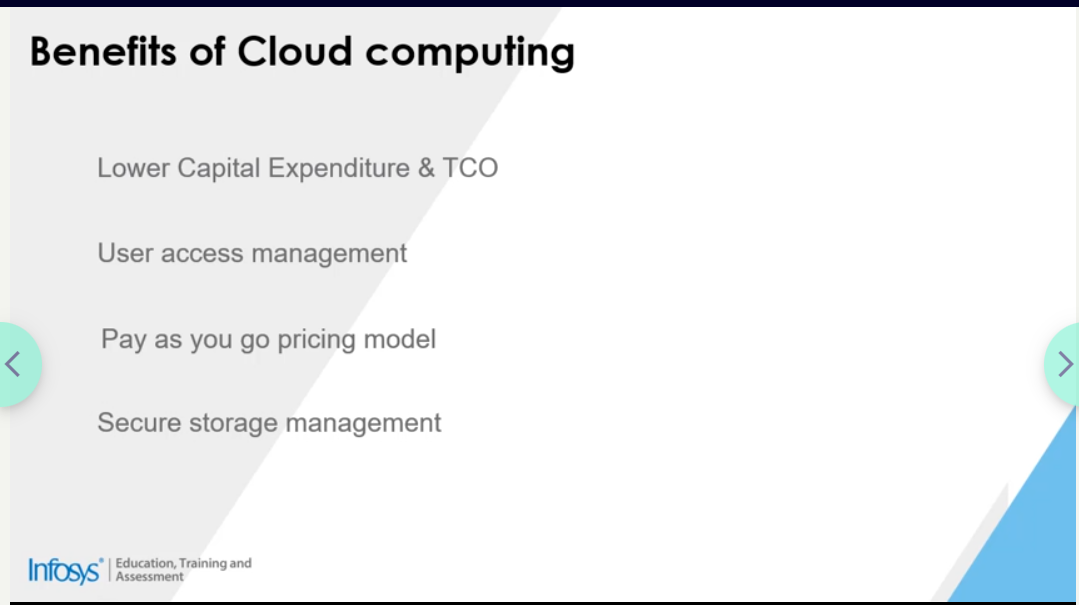 Benefits of Cloud computing
Lower Capital Expenditure & TCO
User access management
Pay as you go pricing model
Secure storage management
Infosys® | Education, Training and
Assessment